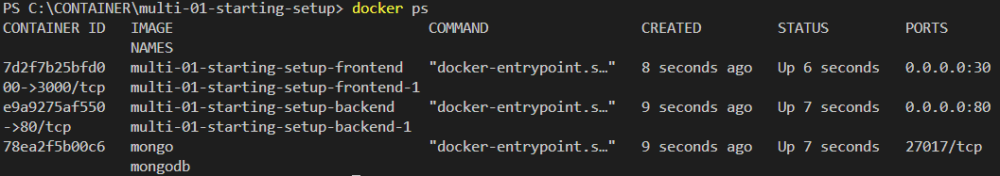 PS C:\CONTAINER\multi-01-starting-setup> docker ps
CONTAINER ID   IMAGE                              COMMAND                  CREATED         STATUS         PORTS
               NAMES
7d2f7b25bfd0   multi-01-starting-setup-frontend   "docker-entrypoint.s…"   8 seconds ago   Up 6 seconds   0.0.0.0:30
00->3000/tcp   multi-01-starting-setup-frontend-1
e9a9275af550   multi-01-starting-setup-backend    "docker-entrypoint.s…"   9 seconds ago   Up 7 seconds   0.0.0.0:80
->80/tcp       multi-01-starting-setup-backend-1
78ea2f5b00c6   mongo                              "docker-entrypoint.s…"   9 seconds ago   Up 7 seconds   27017/tcp
               mongodb